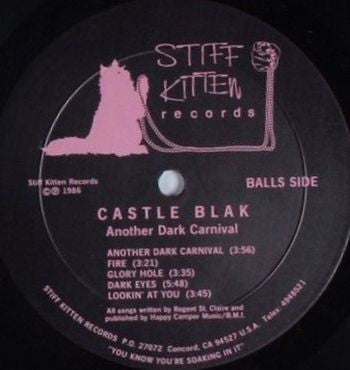 STIFF
KITTEN
records
Stiff Kitten Records
©℗ 1986
BALLS SIDE
CASTLE BLAK
Another Dark Carnival
ANOTHER DARK CARNIVAL (3:56)
FIRE (3:21)
GLORY HOLE (3:35)
DARK EYES (5:48)
LOOKIN' AT YOU (3:45)
All songs written by Regent St. Claire and
published by Happy Camper Music/B.M.I.
STIFF KITTEN RECORDS P.O. 27872 Concord, CA 94527 U.S.A. Telex 4948521
"YOU KNOW YOU'RE SOAKING IN IT"